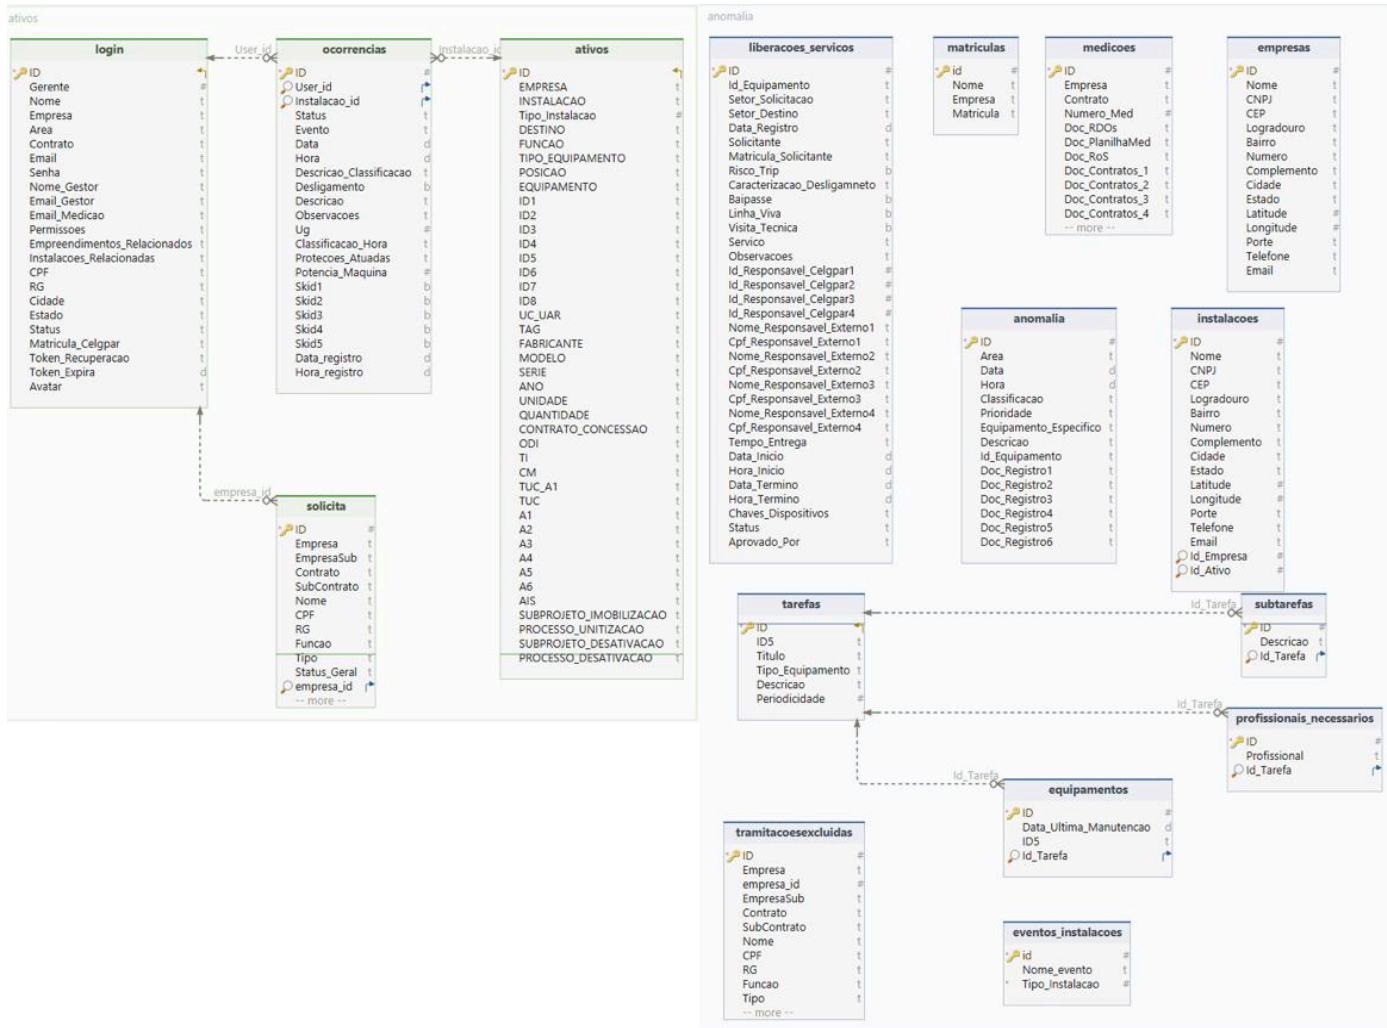 ativos
login
ID
Gerente
Nome
Empresa
Area
Contrato
Email
Senha
Nome_Gestor
Email_Gestor
Email_Medicao
Permissoes
Empreendimentos_Relacionados
Instalacoes_Relacionadas
CPF
RG
Cidade
Estado
Status
Matricula_Celgpar
Token_Recuperacao
Token_Expira
Avatar
User_id
ocorrencias
ID
User_id
Instalacao_id
Status
Evento
Data
Hora
Descricao_Classificacao
Desligamento
Descricao
Observacoes
Ug
Classificacao_Hora
Protecoes_Atuadas
Potencia_Maquina
Skid1
Skid2
Skid3
Skid4
Skid5
Data_registro
Hora_registro
Instalacao_id
ativos
ID
EMPRESA
INSTALACAO
Tipo_Instalacao
DESTINO
FUNCAO
TIPO_EQUIPAMENTO
POSICAO
EQUIPAMENTO
ID1
ID2
ID3
ID4
ID5
ID6
ID7
ID8
UC_UAR
TAG
FABRICANTE
MODELO
SERIE
ANO
UNIDADE
QUANTIDADE
CONTRATO_CONCESSAO
ODI
TI
CM
TUC_A1
TUC
A1
A2
A3
A4
A5
A6
AIS
SUBPROJETO_IMOBILIZACAO
PROCESSO_UNITIZACAO
SUBPROJETO_DESATIVACAO
PROCESSO_DESATIVACAO
empresa_id
solicita
ID
Empresa
EmpresaSub
Contrato
SubContrato
Nome
CPF
RG
Funcao
Tipo
Status_Geral
empresa_id
-- more --
anomalia
liberacoes_servicos
ID
Id_Equipamento
Setor_Solicitacao
Setor_Destino
Data_Registro
Solicitante
Matricula_Solicitante
Risco_Trip
Caracterizacao_Desligamneto
Baipasse
Linha_Viva
Visita_Tecnica
Servico
Observacoes
Id_Responsavel_Celgpar1
Id_Responsavel_Celgpar2
Id_Responsavel_Celgpar3
Id_Responsavel_Celgpar4
Nome_Responsavel_Externo1
Cpf_Responsavel_Externo1
Nome_Responsavel_Externo2
Cpf_Responsavel_Externo2
Nome_Responsavel_Externo3
Cpf_Responsavel_Externo3
Nome_Responsavel_Externo4
Cpf_Responsavel_Externo4
Tempo_Entrega
Data_Inicio
Hora_Inicio
Data_Termino
Hora_Termino
Chaves_Dispositivos
Status
Aprovado_Por
matriculas
id
Nome
Empresa
Matricula
medicoes
ID
Empresa
Contrato
Numero_Med
Doc_RDOs
Doc_PlanilhaMed
Doc_RoS
Doc_Contratos_1
Doc_Contratos_2
Doc_Contratos_3
Doc_Contratos_4
-- more --
empresas
ID
Nome
CNPJ
CEP
Logradouro
Bairro
Numero
Complemento
Cidade
Estado
Latitude
Longitude
Porte
Telefone
Email
anomalia
ID
Area
Data
Hora
Classificacao
Prioridade
Equipamento_Especifico
Descricao
Id_Equipamento
Doc_Registro1
Doc_Registro2
Doc_Registro3
Doc_Registro4
Doc_Registro5
Doc_Registro6
instalacoes
ID
Nome
CNPJ
CEP
Logradouro
Bairro
Numero
Complemento
Cidade
Estado
Latitude
Longitude
Porte
Telefone
Email
Id_Empresa
Id_Ativo
tarefas
ID
ID5
Titulo
Tipo_Equipamento
Descricao
Periodicidade
Id_Tarefa
subtarefas
ID
Descricao
Id_Tarefa
Id_Tarefa
profissionais_necessarios
ID
Profissional
Id_Tarefa
Id_Tarefa
equipamentos
ID
Data_Ultima_Manutencao
ID5
Id_Tarefa
tramitacoesexcluidas
ID
Empresa
empresa_id
EmpresaSub
Contrato
SubContrato
Nome
CPF
RG
Funcao
Tipo
-- more --
eventos_instalacoes
id
Nome_evento
Tipo_Instalacao